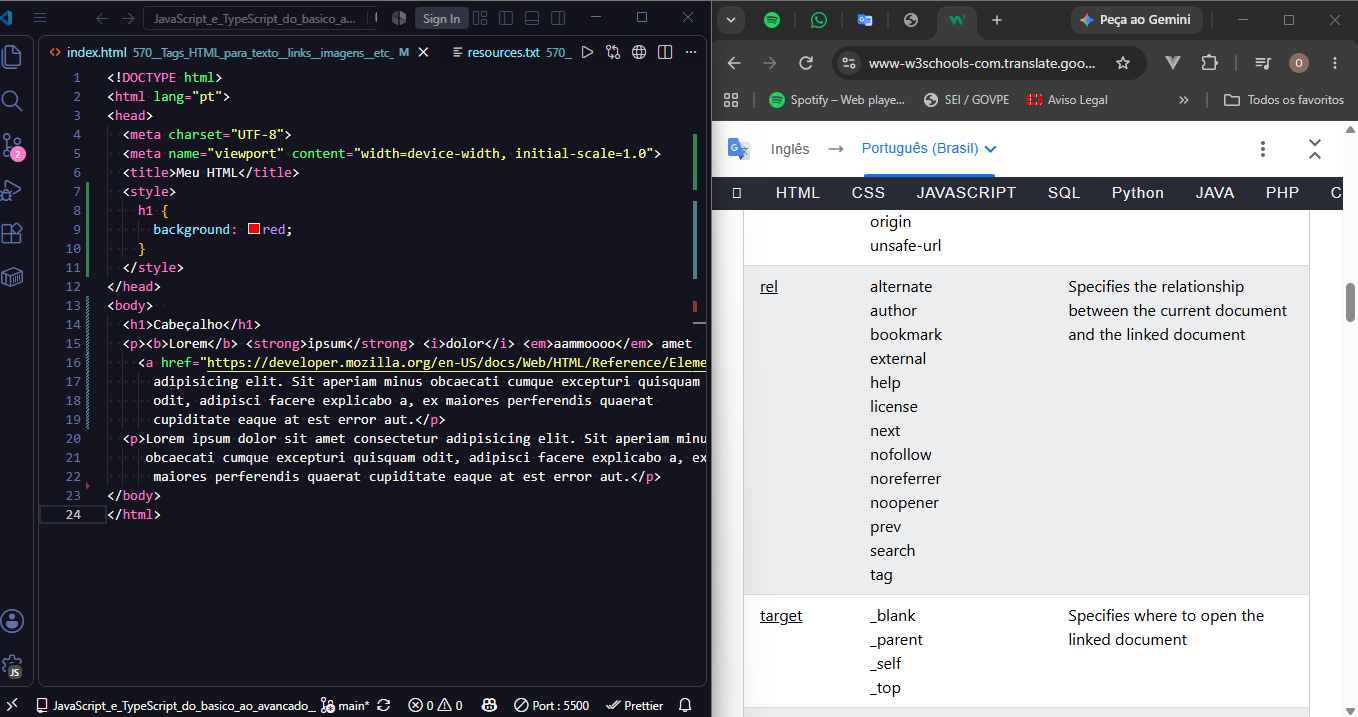 JavaScript_e_TypeScript_do_basico_a...
Sign In
index.html 570__Tags_HTML_para_texto__links__imagens__etc_ M
resources.txt 570_
1 <!DOCTYPE html>
2 <html lang="pt">
3 <head>
4 <meta charset="UTF-8">
5 <meta name="viewport" content="width=device-width, initial-scale=1.0">
6 <title>Meu HTML</title>
7 <style>
8 h1 {
9 background: red;
10 }
11 </style>
12 </head>
13 <body>
14 <h1>Cabeçalho</h1>
15 <p><b>Lorem</b> <strong>ipsum</strong> <i>dolor</i> <em>aammoooo</em> amet
16 <a href="https://developer.mozilla.org/en-US/docs/Web/HTML/Reference/Eleme
17 adipisicing elit. Sit aperiam minus obcaecati cumque excepturi quisquam
18 odit, adipisci facere explicabo a, ex maiores perferendis quaerat
19 cupiditate eaque at est error aut.</p>
20 <p>Lorem ipsum dolor sit amet consectetur adipisicing elit. Sit aperiam minu
21 obcaecati cumque excepturi quisquam odit, adipisci facere explicabo a, ex
22 maiores perferendis quaerat cupiditate eaque at est error aut.</p>
23 </body>
24 </html>
2
JS
JavaScript_e_TypeScript_do_basico_ao_avancado_
main*
0 0
Port : 5500
Prettier
Peça ao Gemini
www-w3schools-com.translate.goo...
O
Spotify – Web playe...
SEI / GOVPE
Aviso Legal
»
Todos os favoritos
Inglês → Português (Brasil)
HTML CSS JAVASCRIPT SQL Python JAVA PHP C
origin
unsafe-url
rel
alternate
author
bookmark
external
help
license
next
nofollow
noreferrer
noopener
prev
search
tag
Specifies the relationship
between the current document
and the linked document
target
_blank
_parent
_self
_top
Specifies where to open the
linked document